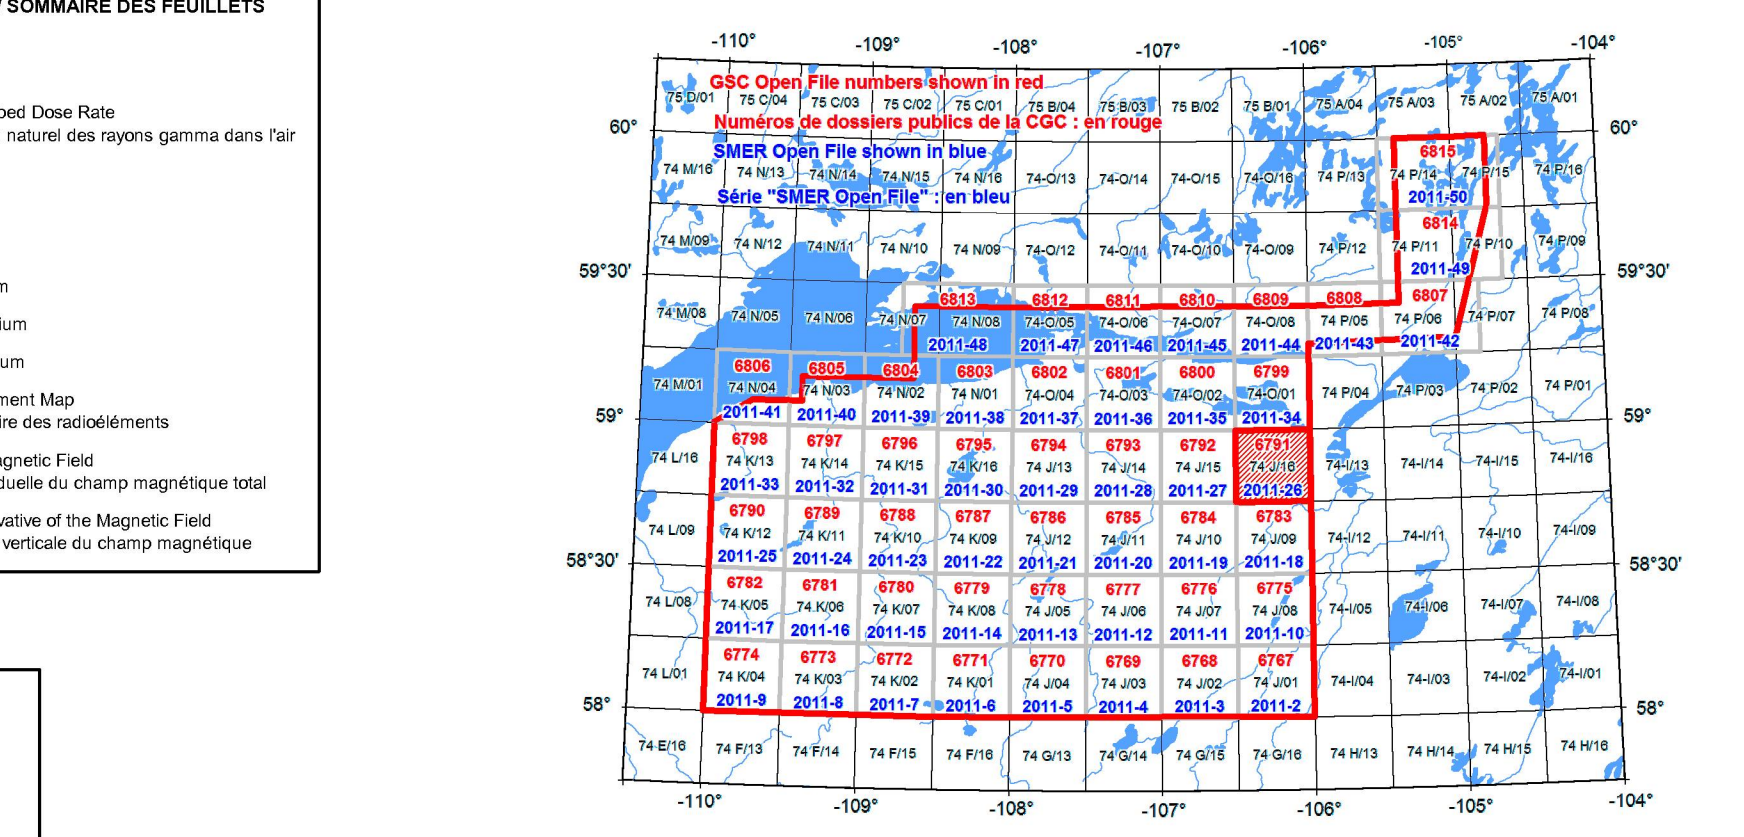 / SOMMAIRE DES FEUILLETS
ped Dose Rate
naturel des rayons gamma dans l'air
m
ium
um
ment Map
ire des radioéléments
agnetic Field
duelle du champ magnétique total
vative of the Magnetic Field
verticale du champ magnétique
-110° -109° -108° -107° -106° -105° -104°
GSC Open File numbers shown in red
75 D/01 75 C/04 75 C/03 75 C/02 75 C/01 75 B/04 75 B/03 75 B/02 75 B/01 75 A/04 75 A/03 75 A/02 75 A/01
Numéros de dossiers publics de la CGC : en rouge
60° 60°
SMER Open File shown in blue
6815
74 M/16 74 N/13 74 N/14 74 N/15 74 N/16 74-O/13 74-O/14 74-O/15 74-O/16 74 P/13 74 P/14 74 P/15 74 P/16
Série "SMER Open File" : en bleu
2011-50
6814
74 M/09 74 N/12 74 N/11 74 N/10 74 N/09 74-O/12 74-O/11 74-O/10 74-O/09 74 P/12 74 P/11 74 P/10 74 P/09
2011-49
59°30' 59°30'
6813 6812 6811 6810 6809 6808 6807
74 M/08 74 N/05 74 N/06 74 N/07 74 N/08 74-O/05 74-O/06 74-O/07 74-O/08 74 P/05 74 P/06 74 P/07 74 P/08
2011-48 2011-47 2011-46 2011-45 2011-44 2011-43 2011-42
6806 6805 6804 6803 6802 6801 6800 6799
74 M/01 74 N/04 74 N/03 74 N/02 74 N/01 74-O/04 74-O/03 74-O/02 74-O/01 74 P/04 74 P/03 74 P/02 74 P/01
59° 2011-41 2011-40 2011-39 2011-38 2011-37 2011-36 2011-35 2011-34 59°
6798 6797 6796 6795 6794 6793 6792 6791
74 L/16 74 K/13 74 K/14 74 K/15 74 K/16 74 J/13 74 J/14 74 J/15 74 J/16 74-I/13 74-I/14 74-I/15 74-I/16
2011-33 2011-32 2011-31 2011-30 2011-29 2011-28 2011-27 2011-26
6790 6789 6788 6787 6786 6785 6784 6783
74 L/09 74 K/12 74 K/11 74 K/10 74 K/09 74 J/12 74 J/11 74 J/10 74 J/09 74-I/12 74-I/11 74-I/10 74-I/09
58°30' 2011-25 2011-24 2011-23 2011-22 2011-21 2011-20 2011-19 2011-18 58°30'
6782 6781 6780 6779 6778 6777 6776 6775
74 L/08 74 K/05 74 K/06 74 K/07 74 K/08 74 J/05 74 J/06 74 J/07 74 J/08 74-I/05 74-I/06 74-I/07 74-I/08
2011-17 2011-16 2011-15 2011-14 2011-13 2011-12 2011-11 2011-10
6774 6773 6772 6771 6770 6769 6768 6767
74 L/01 74 K/04 74 K/03 74 K/02 74 K/01 74 J/04 74 J/03 74 J/02 74 J/01 74-I/04 74-I/03 74-I/02 74-I/01
58° 2011-9 2011-8 2011-7 2011-6 2011-5 2011-4 2011-3 2011-2 58°
74 E/16 74 F/13 74 F/14 74 F/15 74 F/16 74 G/13 74 G/14 74 G/15 74 G/16 74 H/13 74 H/14 74 H/15 74 H/16
-110° -109° -108° -107° -106° -105° -104°